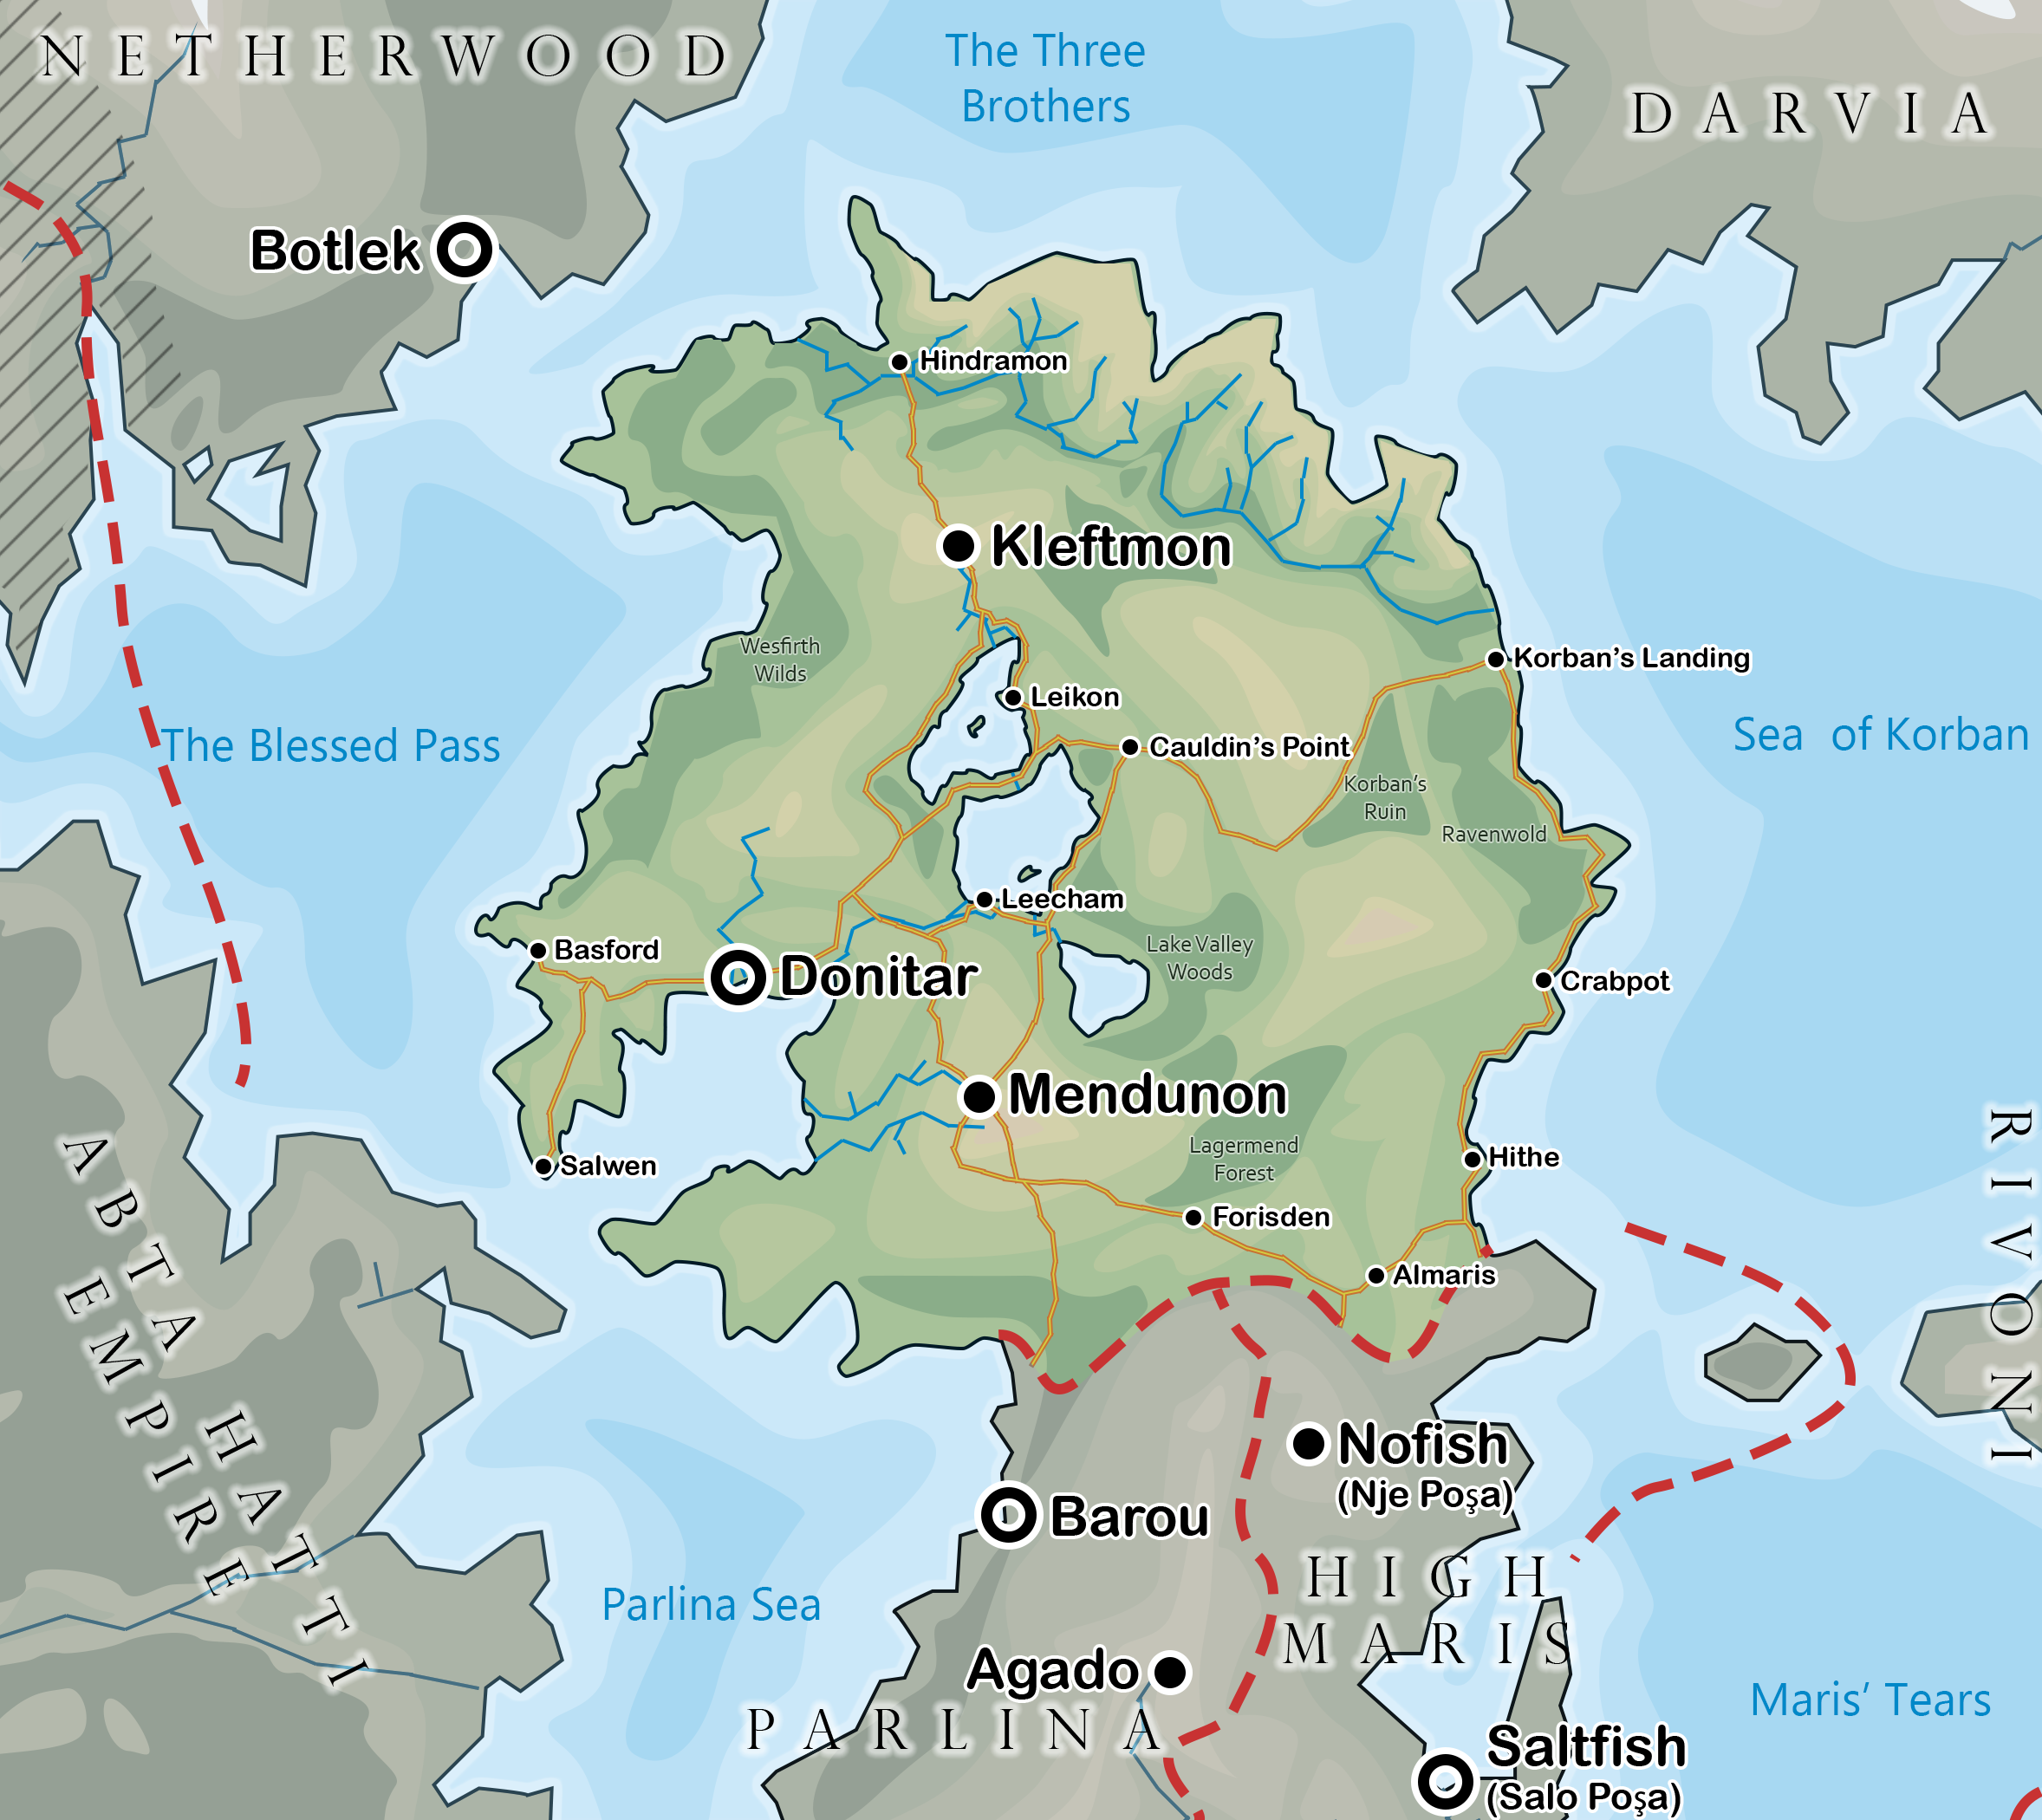 NETHERWOOD
The Three
Brothers
DARVIA
Botlek
Hindramon
Kleftmon
Wesfirth
Wilds
Korban's Landing
Leikon
The Blessed Pass
Cauldin's Point
Sea of Korban
Korban's
Ruin
Ravenwold
Leecham
Basford
Lake Valley
Woods
Donitar
Crabpot
Mendunon
Lagermend
Forest
Hithe
Salwen
Forisden
Almaris
RIVONI
ABTA HATTI
EMPIRE
Nofish
(Nje Poşa)
Barou
HIGH
MARIS
Parlina Sea
Agado
PARLINA
Maris' Tears
Saltfish
(Salo Poşa)